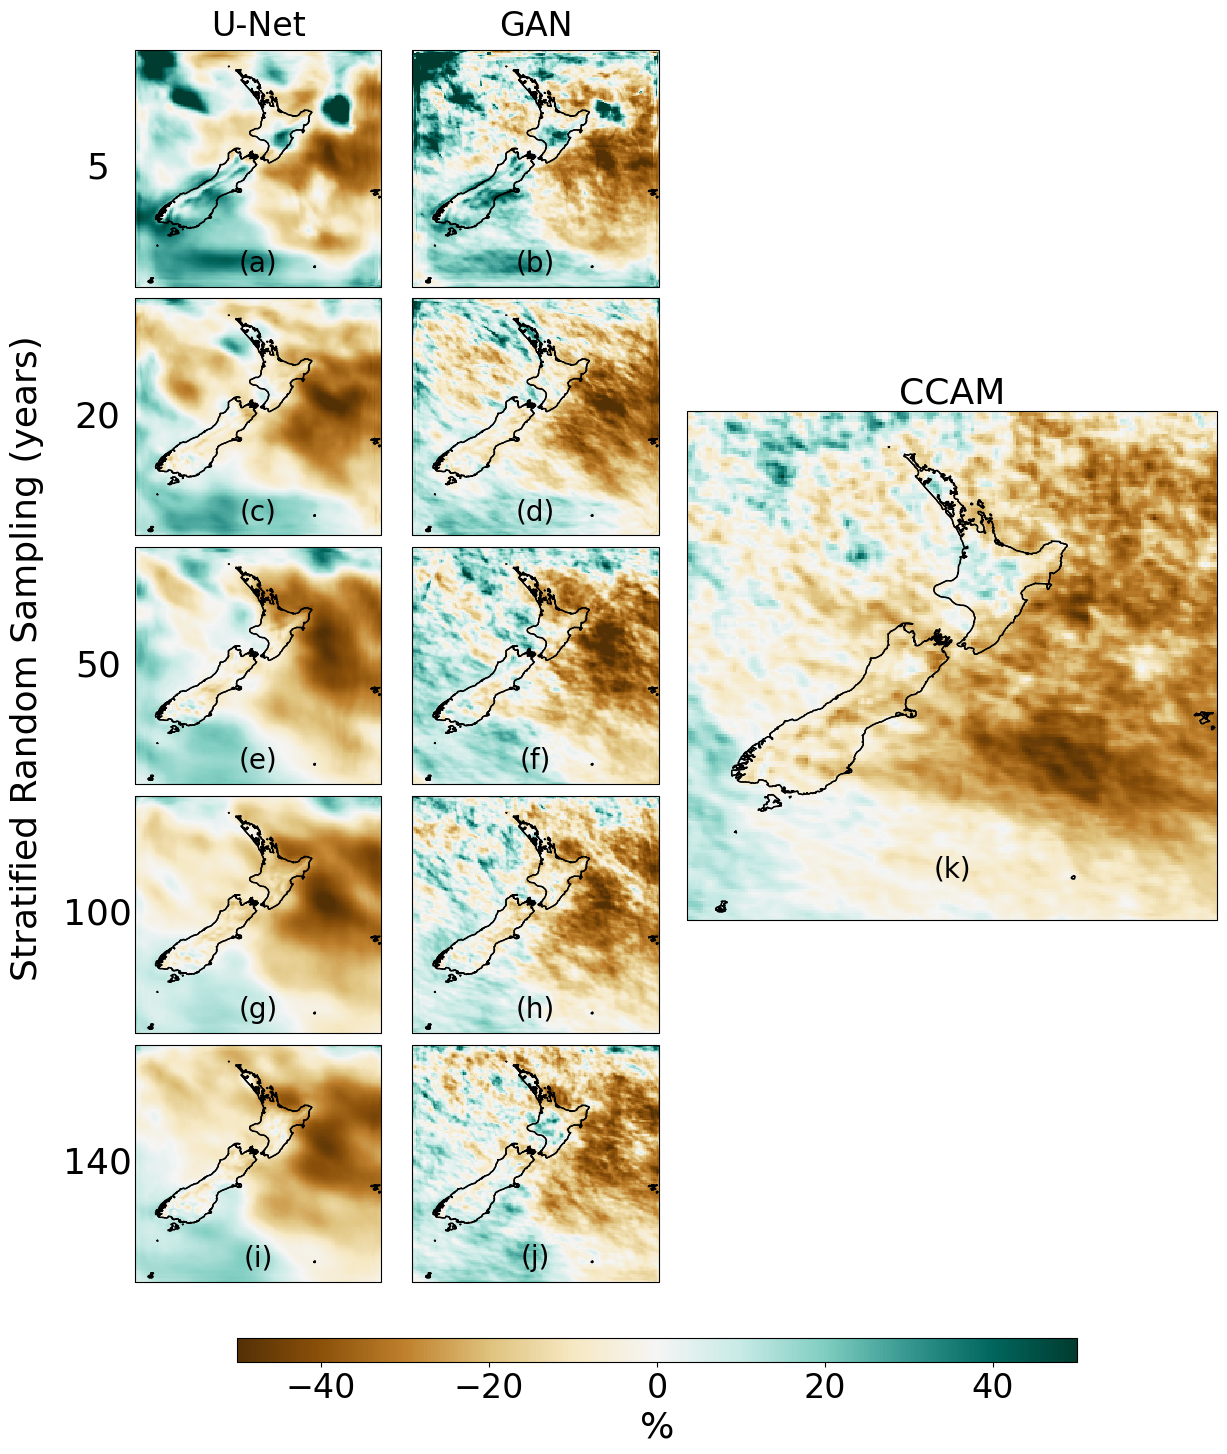 U-Net GAN
5
(a) (b)
20
(c) (d)
CCAM
Stratified Random Sampling (years)
50
(e) (f)
(k)
100
(g) (h)
140
(i) (j)
−40 −20 0 20 40
%